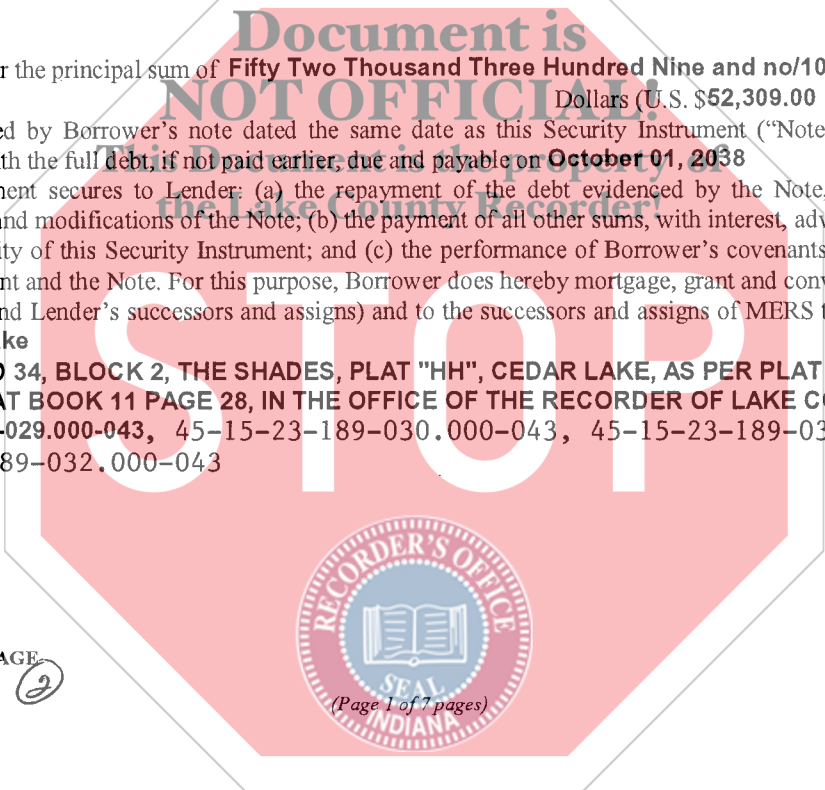 Document is
r the principal sum of Fifty Two Thousand Three Hundred Nine and no/10
NOT OFFICIAL!
Dollars (U.S. $52,309.00
ed by Borrower's note dated the same date as this Security Instrument ("Note
This Document is the property of
th the full debt, if not paid earlier, due and payable on October 01, 2038
ment secures to Lender: (a) the repayment of the debt evidenced by the Note,
the Lake County Recorder!
and modifications of the Note; (b) the payment of all other sums, with interest, adv
ity of this Security Instrument; and (c) the performance of Borrower's covenants
nt and the Note. For this purpose, Borrower does hereby mortgage, grant and conv
nd Lender's successors and assigns) and to the successors and assigns of MERS t
ke
34, BLOCK 2, THE SHADES, PLAT "HH", CEDAR LAKE, AS PER PLAT
AT BOOK 11 PAGE 28, IN THE OFFICE OF THE RECORDER OF LAKE CO
-029.000-043, 45-15-23-189-030.000-043, 45-15-23-189-03
89-032.000-043
STOP
RECORDER'S OFFICE
AGE
2
SEAL
(Page 1 of 7 pages)
INDIANA